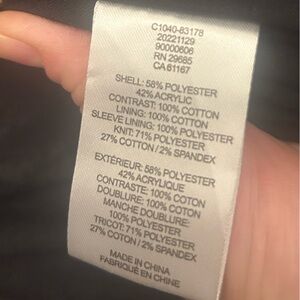 C1040-83178
20221129
90000606
RN 29685
CA 61167
SHELL: 58% POLYESTER
42% ACRYLIC
CONTRAST: 100% COTTON
LINING: 100% COTTON
SLEEVE LINING: 100% POLYESTER
KNIT: 71% POLYESTER
27% COTTON / 2% SPANDEX
EXTÉRIEUR: 58% POLYESTER
42% ACRYLIQUE
CONTRASTE: 100% COTON
DOUBLURE: 100% COTON
MANCHE DOUBLURE:
100% POLYESTER
TRICOT: 71% POLYESTER
27% COTON / 2% SPANDEX
MADE IN CHINA
FABRIQUÉ EN CHINE